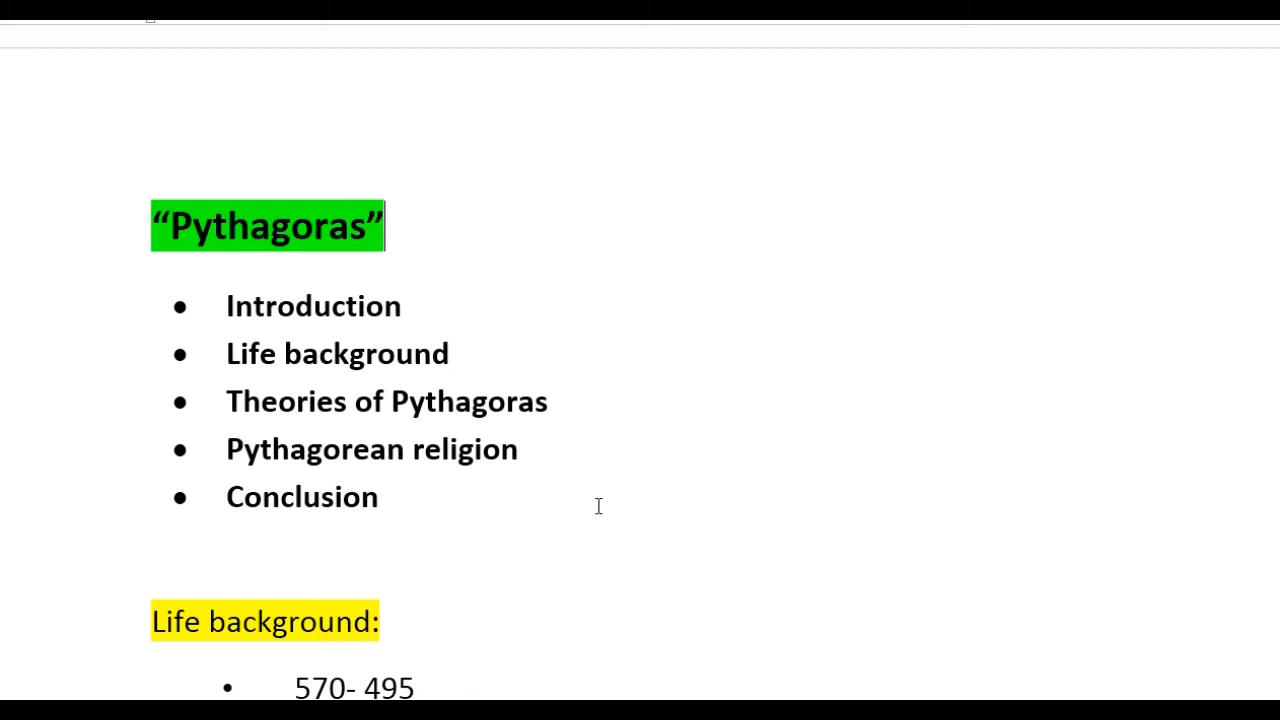 “Pythagoras”
• Introduction
• Life background
• Theories of Pythagoras
• Pythagorean religion
• Conclusion
Life background:
• 570- 495